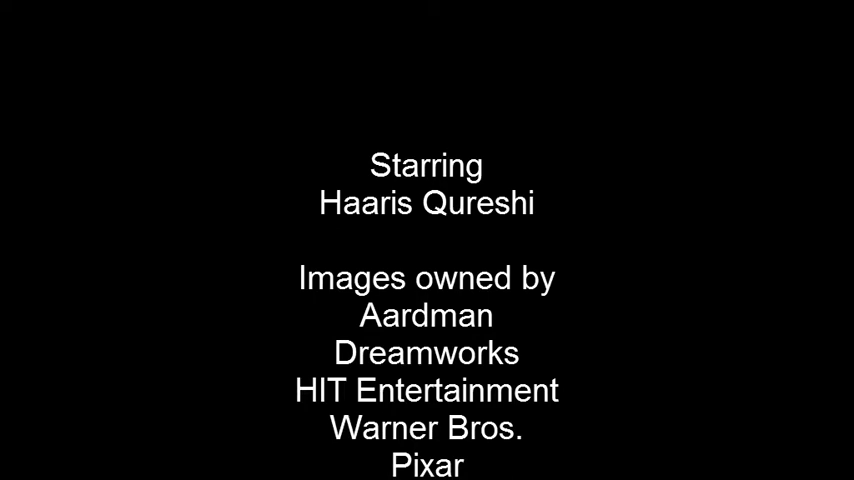 Starring
Haaris Qureshi
Images owned by
Aardman
Dreamworks
HIT Entertainment
Warner Bros.
Pixar